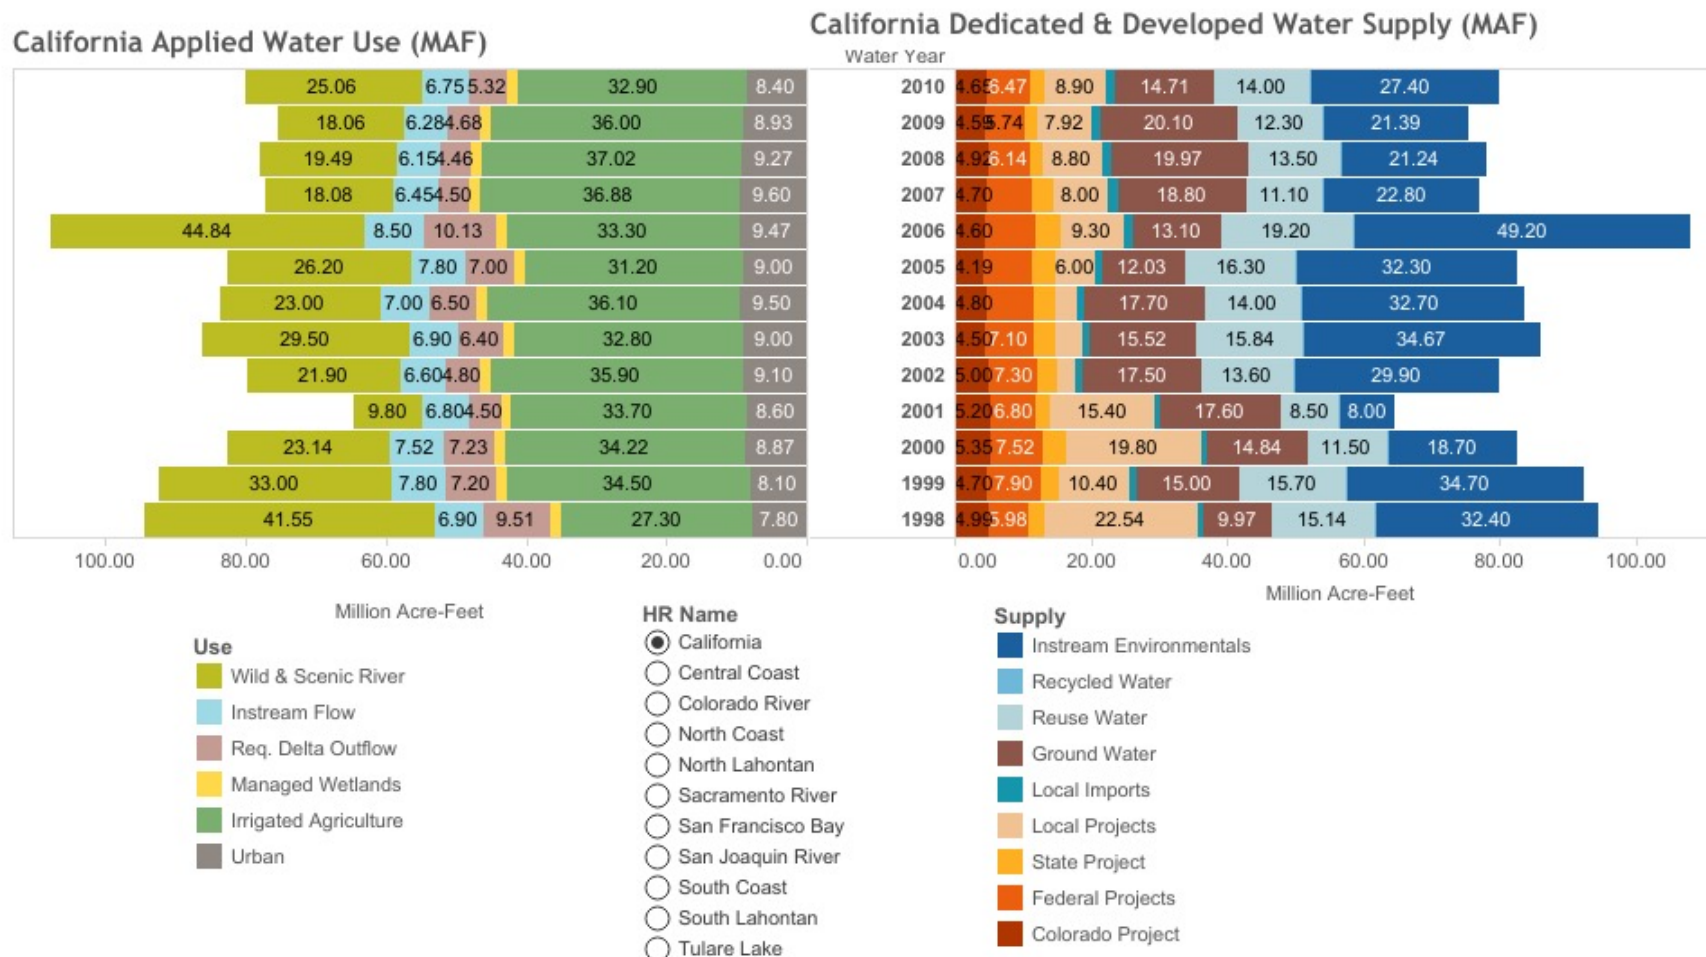 California Applied Water Use (MAF)
California Dedicated & Developed Water Supply (MAF)
Water Year
25.06 6.75 5.32 32.90 8.40 2010 4.65 6.47 8.90 14.71 14.00 27.40
18.06 6.28 4.68 36.00 8.93 2009 4.59 5.74 7.92 20.10 12.30 21.39
19.49 6.15 4.46 37.02 9.27 2008 4.92 6.14 8.80 19.97 13.50 21.24
18.08 6.45 4.50 36.88 9.60 2007 4.70 8.00 18.80 11.10 22.80
44.84 8.50 10.13 33.30 9.47 2006 4.60 9.30 13.10 19.20 49.20
26.20 7.80 7.00 31.20 9.00 2005 4.19 6.00 12.03 16.30 32.30
23.00 7.00 6.50 36.10 9.50 2004 4.80 17.70 14.00 32.70
29.50 6.90 6.40 32.80 9.00 2003 4.50 7.10 15.52 15.84 34.67
21.90 6.60 4.80 35.90 9.10 2002 5.00 7.30 17.50 13.60 29.90
9.80 6.80 4.50 33.70 8.60 2001 5.20 6.80 15.40 17.60 8.50 8.00
23.14 7.52 7.23 34.22 8.87 2000 5.35 7.52 19.80 14.84 11.50 18.70
33.00 7.80 7.20 34.50 8.10 1999 4.70 7.90 10.40 15.00 15.70 34.70
41.55 6.90 9.51 27.30 7.80 1998 4.99 5.98 22.54 9.97 15.14 32.40
100.00 80.00 60.00 40.00 20.00 0.00 0.00 20.00 40.00 60.00 80.00 100.00
Million Acre-Feet
Million Acre-Feet
Use
Wild & Scenic River
Instream Flow
Req. Delta Outflow
Managed Wetlands
Irrigated Agriculture
Urban
HR Name
California
Central Coast
Colorado River
North Coast
North Lahontan
Sacramento River
San Francisco Bay
San Joaquin River
South Coast
South Lahontan
Tulare Lake
Supply
Instream Environmentals
Recycled Water
Reuse Water
Ground Water
Local Imports
Local Projects
State Project
Federal Projects
Colorado Project